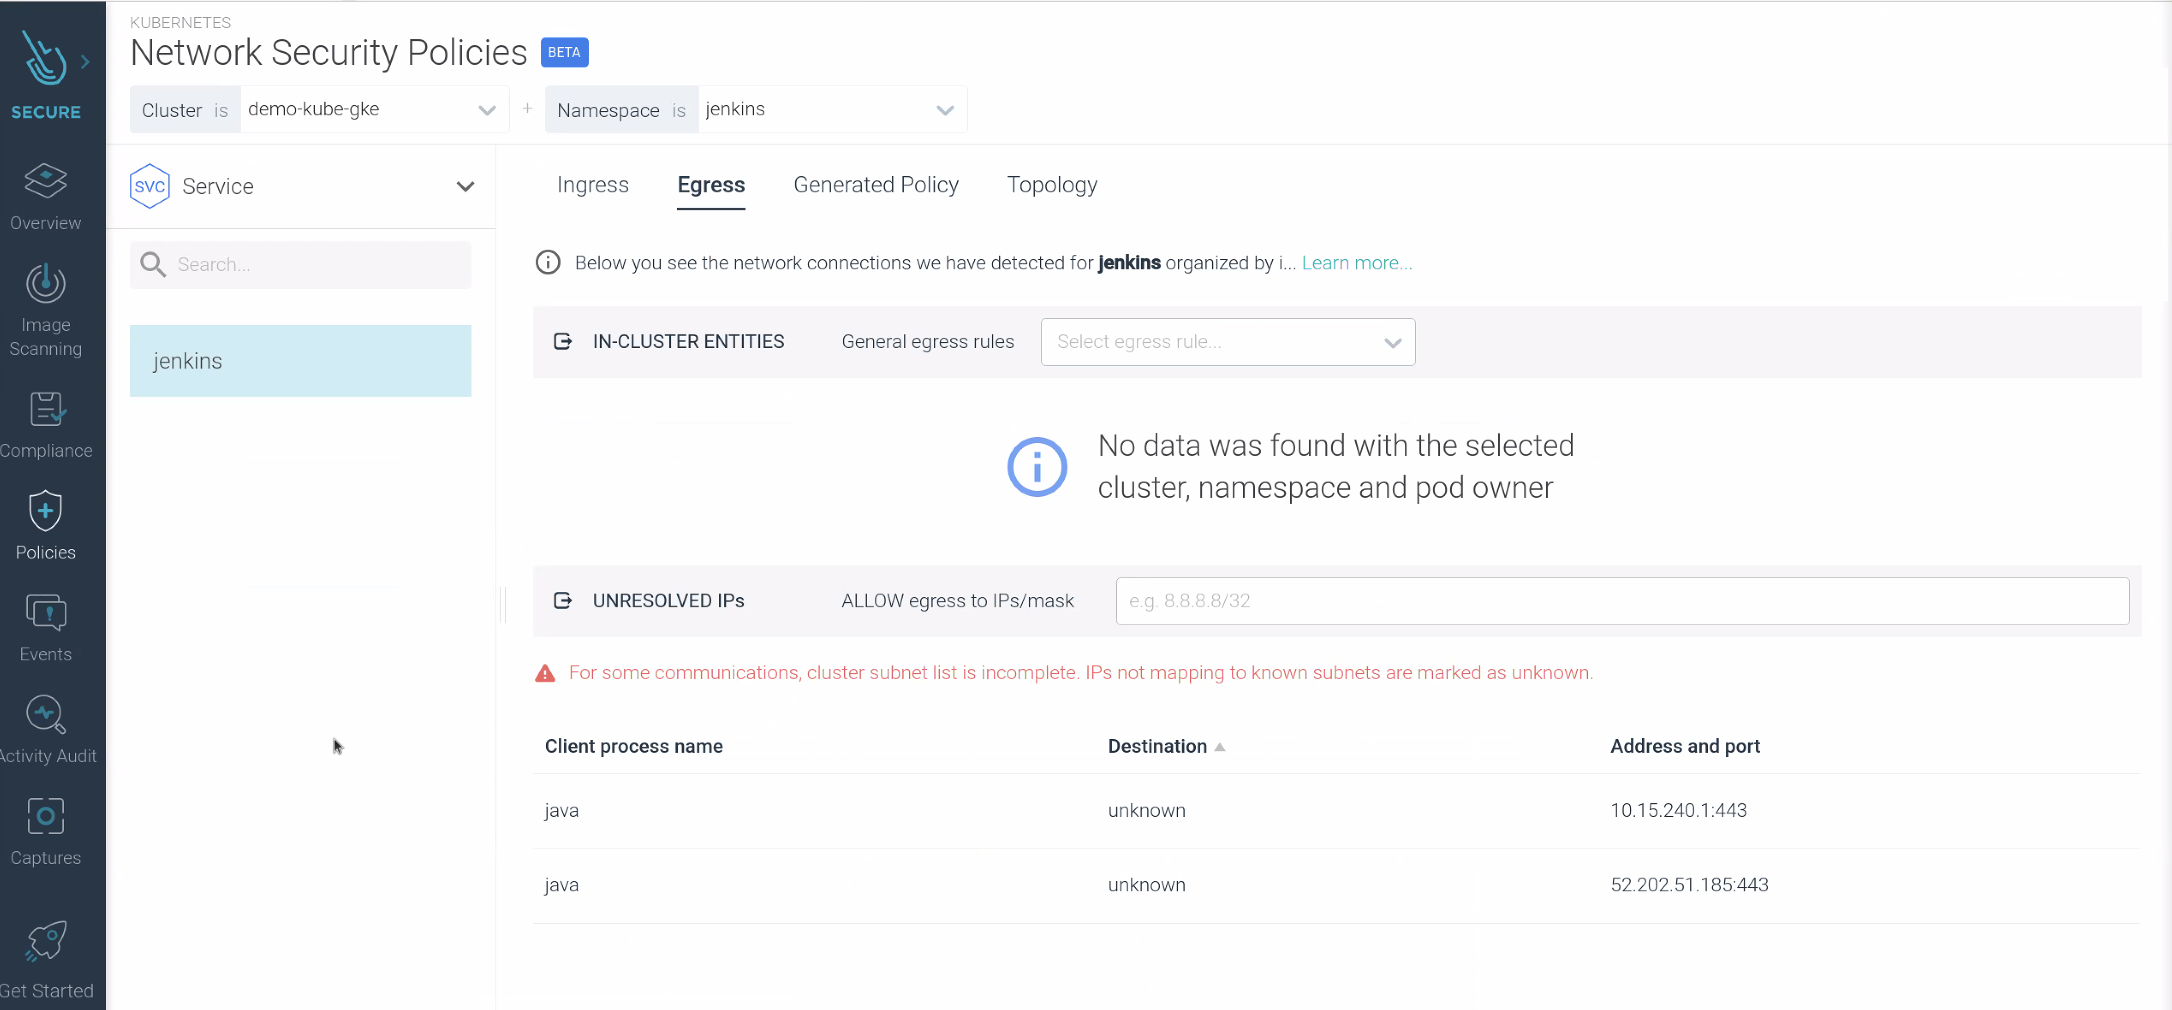 KUBERNETES
Network Security Policies BETA
Cluster is demo-kube-gke + Namespace is jenkins
SECURE
Overview
Image
Scanning
Compliance
Policies
Events
Activity Audit
Captures
Get Started
SVC Service
Search...
jenkins
Ingress Egress Generated Policy Topology
Below you see the network connections we have detected for jenkins organized by i... Learn more...
IN-CLUSTER ENTITIES General egress rules Select egress rule...
No data was found with the selected
cluster, namespace and pod owner
UNRESOLVED IPs ALLOW egress to IPs/mask e.g. 8.8.8.8/32
For some communications, cluster subnet list is incomplete. IPs not mapping to known subnets are marked as unknown.
Client process name Destination Address and port
java unknown 10.15.240.1:443
java unknown 52.202.51.185:443